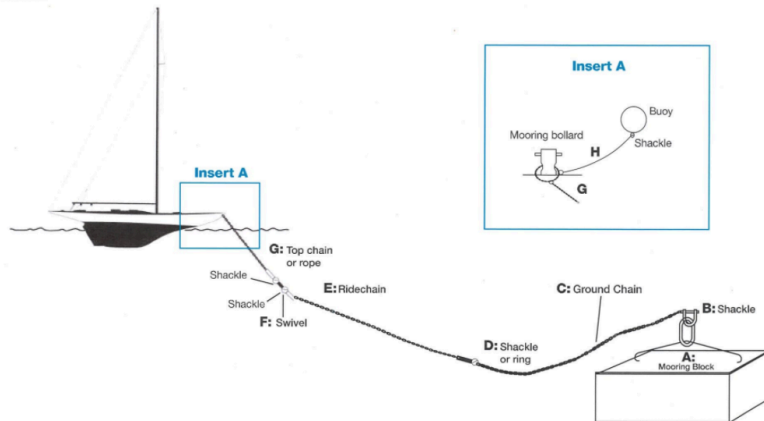 Insert A
Buoy
Mooring bollard
Shackle
H
G
Insert A
G: Top chain
or rope
Shackle
E: Ridechain
Shackle
F: Swivel
C: Ground Chain
B: Shackle
D: Shackle
or ring
A:
Mooring Block